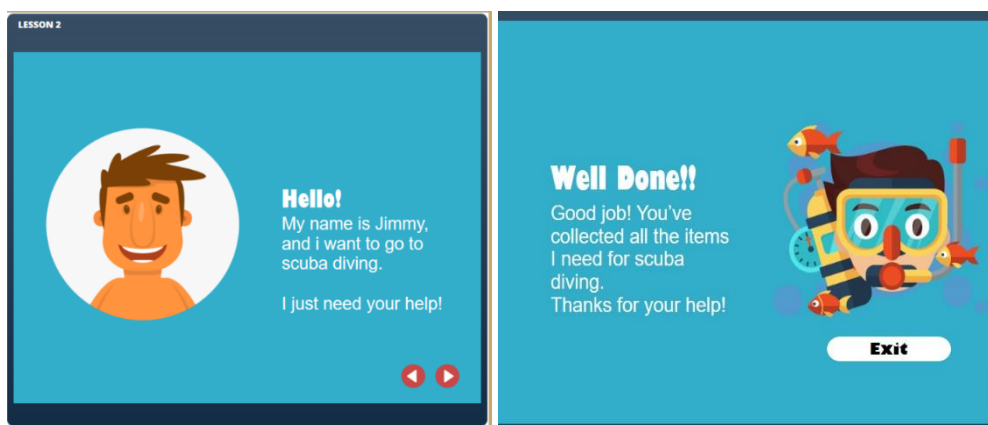 LESSON 2
Hello!
My name is Jimmy,
and i want to go to
scuba diving.
I just need your help!
Well Done!!
Good job! You've
collected all the items
I need for scuba
diving.
Thanks for your help!
Exit